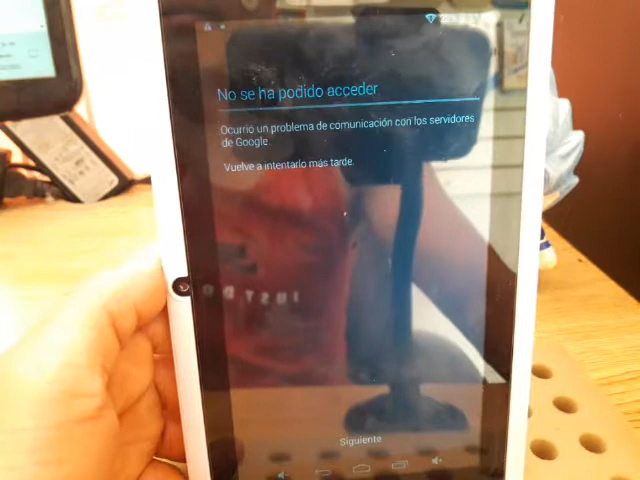 No se ha podido acceder
Ocurrió un problema de comunicación con los servidores
de Google.
Vuelve a intentarlo más tarde.
Siguiente